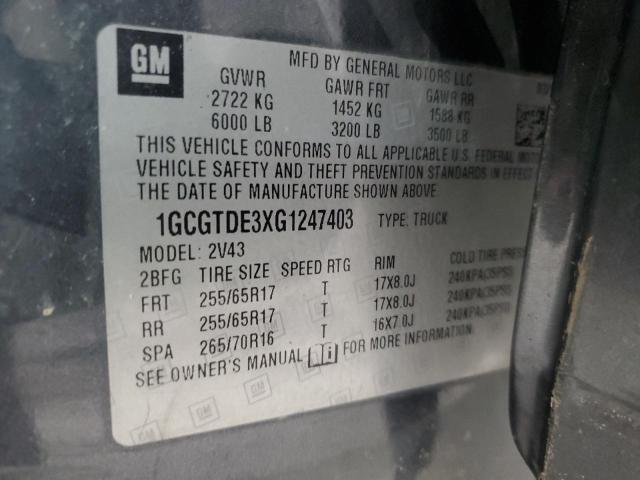 GM
MFD BY GENERAL MOTORS LLC
GVWR GAWR FRT GAWR RR
2722 KG 1452 KG 1588 KG
6000 LB 3200 LB 3500 LB
THIS VEHICLE CONFORMS TO ALL APPLICABLE U.S. FEDERAL
VEHICLE SAFETY AND THEFT PREVENTION STANDARDS IN EFFECT
THE DATE OF MANUFACTURE SHOWN ABOVE.
1GCGTDE3XG1247403 TYPE: TRUCK
MODEL: 2V43
2BFG TIRE SIZE SPEED RTG RIM COLD TIRE
FRT 255/65R17 T 17X8.0J 240KPA(35PSI)
RR 255/65R17 T 17X8.0J 240KPA(35PSI)
SPA 265/70R16 T 16X7.0J 240KPA(35PSI)
SEE OWNER'S MANUAL FOR MORE INFORMATION.